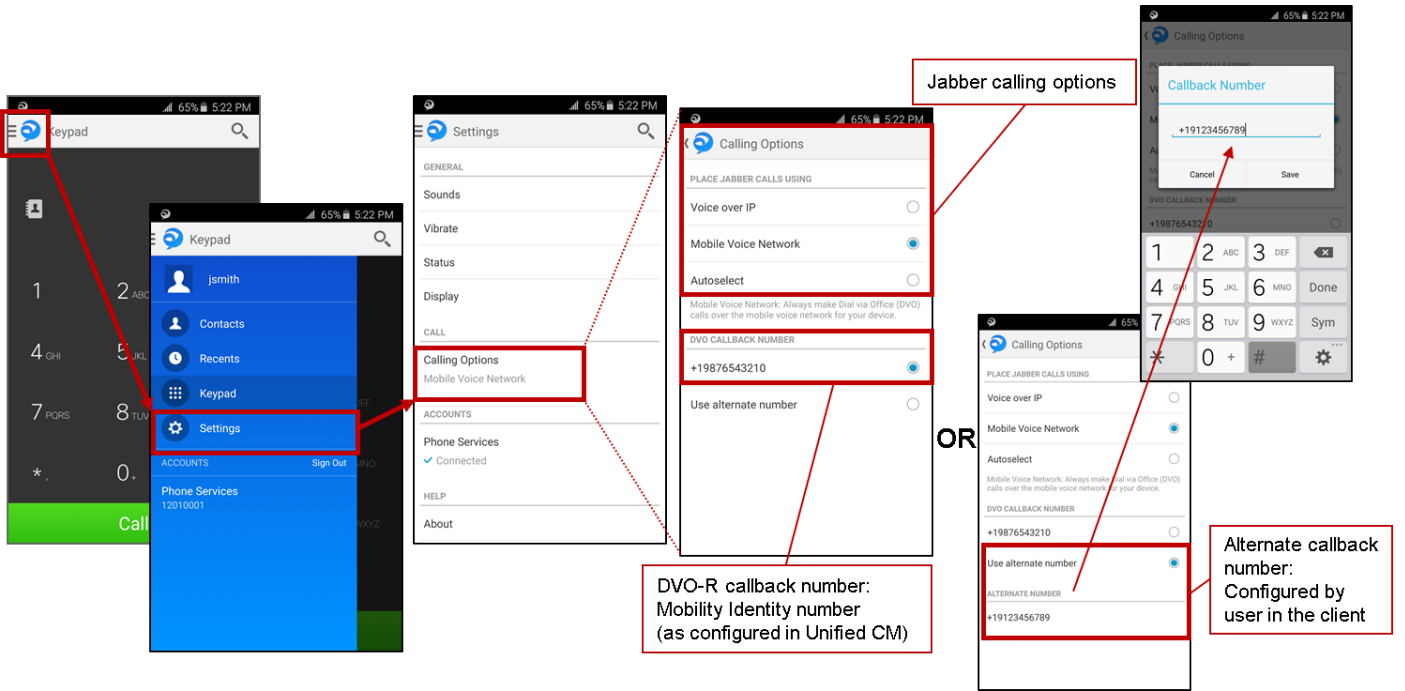 65% 5:22 PM
Keypad
1
2 ABC
4 GHI
5 JKL
7 PQRS
8 TUV
*,
0+
Call
65% 5:22 PM
Keypad
jsmith
Contacts
Recents
Keypad
Settings
ACCOUNTS Sign Out
Phone Services
12010001
DEF
MNO
WXYZ
65% 5:22 PM
Settings
GENERAL
Sounds
Vibrate
Status
Display
CALL
Calling Options
Mobile Voice Network
ACCOUNTS
Phone Services
Connected
HELP
About
65% 5:22 PM
Calling Options
PLACE JABBER CALLS USING
Voice over IP
Mobile Voice Network
Autoselect
Mobile Voice Network: Always make Dial via Office (DVO)
calls over the mobile voice network for your device.
DVO CALLBACK NUMBER
+19876543210
Use alternate number
Jabber calling options
DVO-R callback number:
Mobility Identity number
(as configured in Unified CM)
OR
65%
Calling Options
PLACE JABBER CALLS USING
Voice over IP
Mobile Voice Network
Autoselect
Mobile Voice Network: Always make Dial via Office (DVO)
calls over the mobile voice network for your device.
DVO CALLBACK NUMBER
+19876543210
Use alternate number
ALTERNATE NUMBER
+19123456789
65% 5:22 PM
Calling Options
PLACE JABBER CALLS USING
Callback Number
+19123456789
Cancel Save
DVO CALLBACK NUMBER
+19876543210
1 2 ABC 3 DEF
4 GHI 5 JKL 6 MNO Done
7 PQRS 8 TUV 9 WXYZ Sym
* 0 + #
Alternate callback
number:
Configured by
user in the client